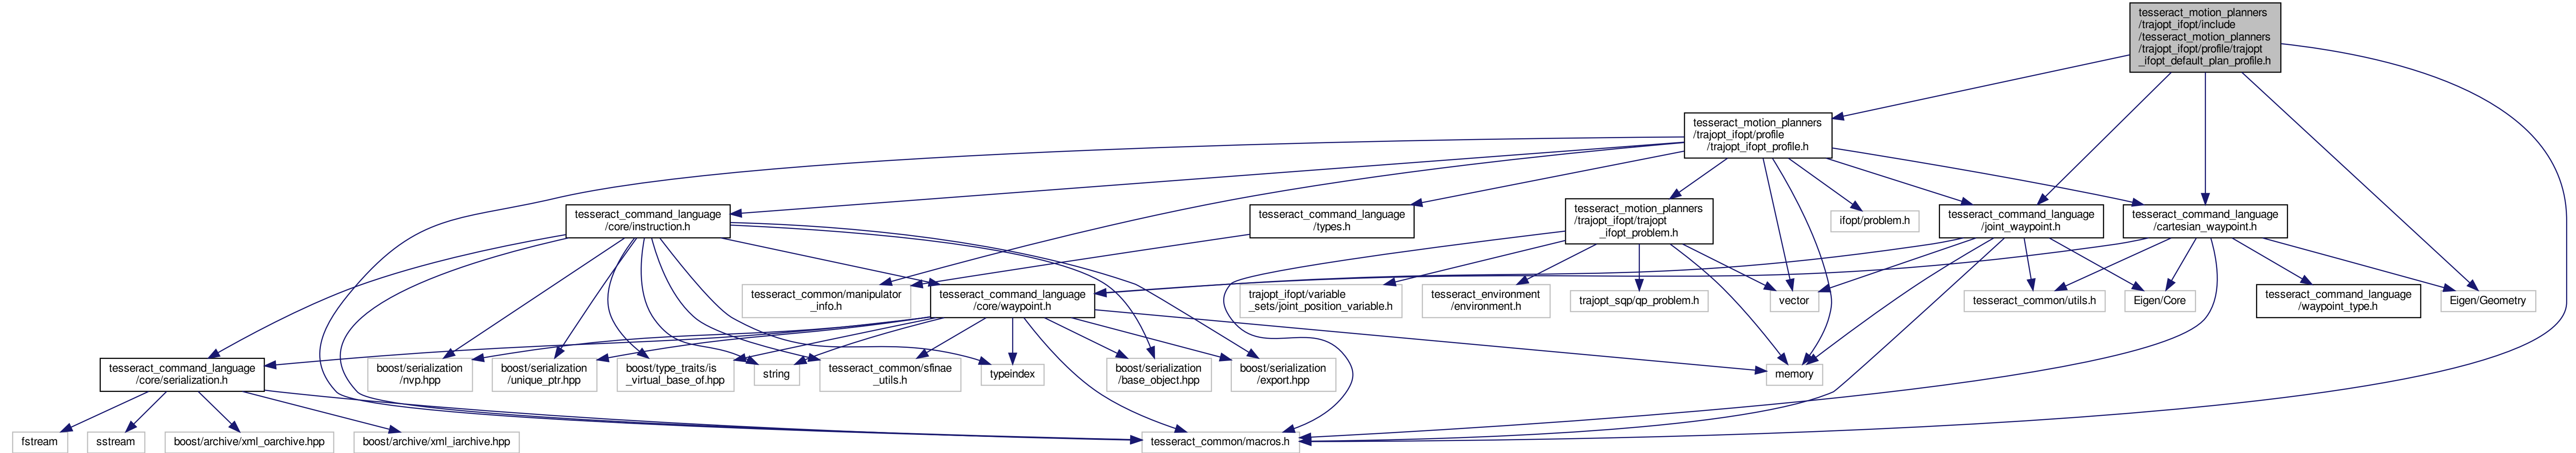 tesseract_motion_planners
/trajopt_ifopt/include
/tesseract_motion_planners
/trajopt_ifopt/profile/trajopt
_ifopt_default_plan_profile.h
tesseract_motion_planners
/trajopt_ifopt/profile
/trajopt_ifopt_profile.h
tesseract_command_language
/core/instruction.h
tesseract_command_language
/types.h
tesseract_motion_planners
/trajopt_ifopt/trajopt
_ifopt_problem.h
ifopt/problem.h
tesseract_command_language
/joint_waypoint.h
tesseract_command_language
/cartesian_waypoint.h
tesseract_common/manipulator
_info.h
tesseract_command_language
/core/waypoint.h
trajopt_ifopt/variable
_sets/joint_position_variable.h
tesseract_environment
/environment.h
trajopt_sqp/qp_problem.h
vector
tesseract_common/utils.h
Eigen/Core
tesseract_command_language
/waypoint_type.h
Eigen/Geometry
tesseract_command_language
/core/serialization.h
boost/serialization
/nvp.hpp
boost/serialization
/unique_ptr.hpp
boost/type_traits/is
_virtual_base_of.hpp
string
tesseract_common/sfinae
_utils.h
typeindex
boost/serialization
/base_object.hpp
boost/serialization
/export.hpp
memory
fstream
sstream
boost/archive/xml_oarchive.hpp
boost/archive/xml_iarchive.hpp
tesseract_common/macros.h